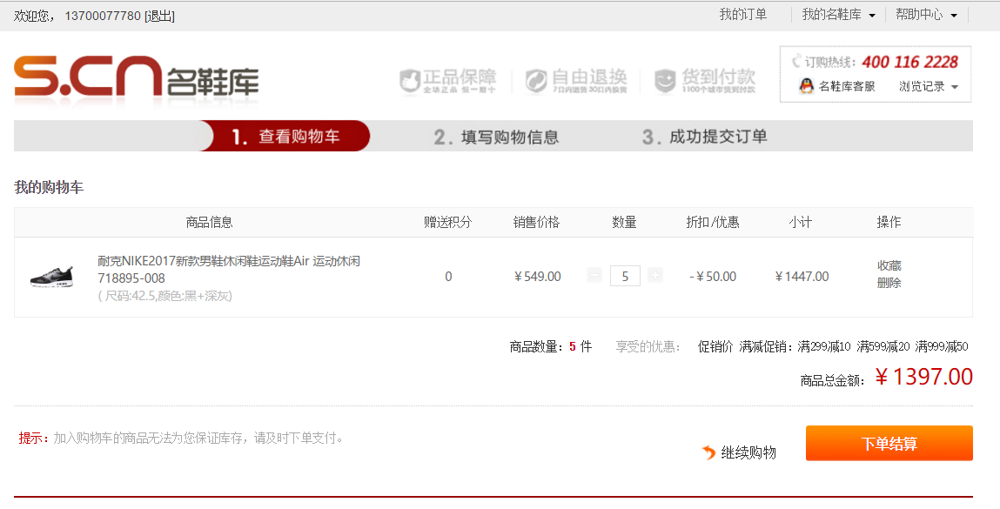 欢迎您， 13700077780 [退出] 我的订单 我的名鞋库 帮助中心
S.CN 名鞋库
正品保障 自由退换 货到付款
全场正品 假一赔十 7日内退货 30日内换货 1100个城市货到付款
订购热线：400 116 2228
名鞋库客服 浏览记录
1. 查看购物车 2. 填写购物信息 3. 成功提交订单
我的购物车
商品信息 赠送积分 销售价格 数量 折扣/优惠 小计 操作
耐克NIKE2017新款男鞋休闲鞋运动鞋Air 运动休闲
718895-008
( 尺码:42.5,颜色:黑+深灰)
0 ￥549.00 5 -￥50.00 ￥1447.00
收藏
删除
商品数量：5 件 享受的优惠： 促销价 满减促销：满299减10 满599减20 满999减50
商品总金额：￥1397.00
提示：加入购物车的商品无法为您保证库存，请及时下单支付。
继续购物 下单结算